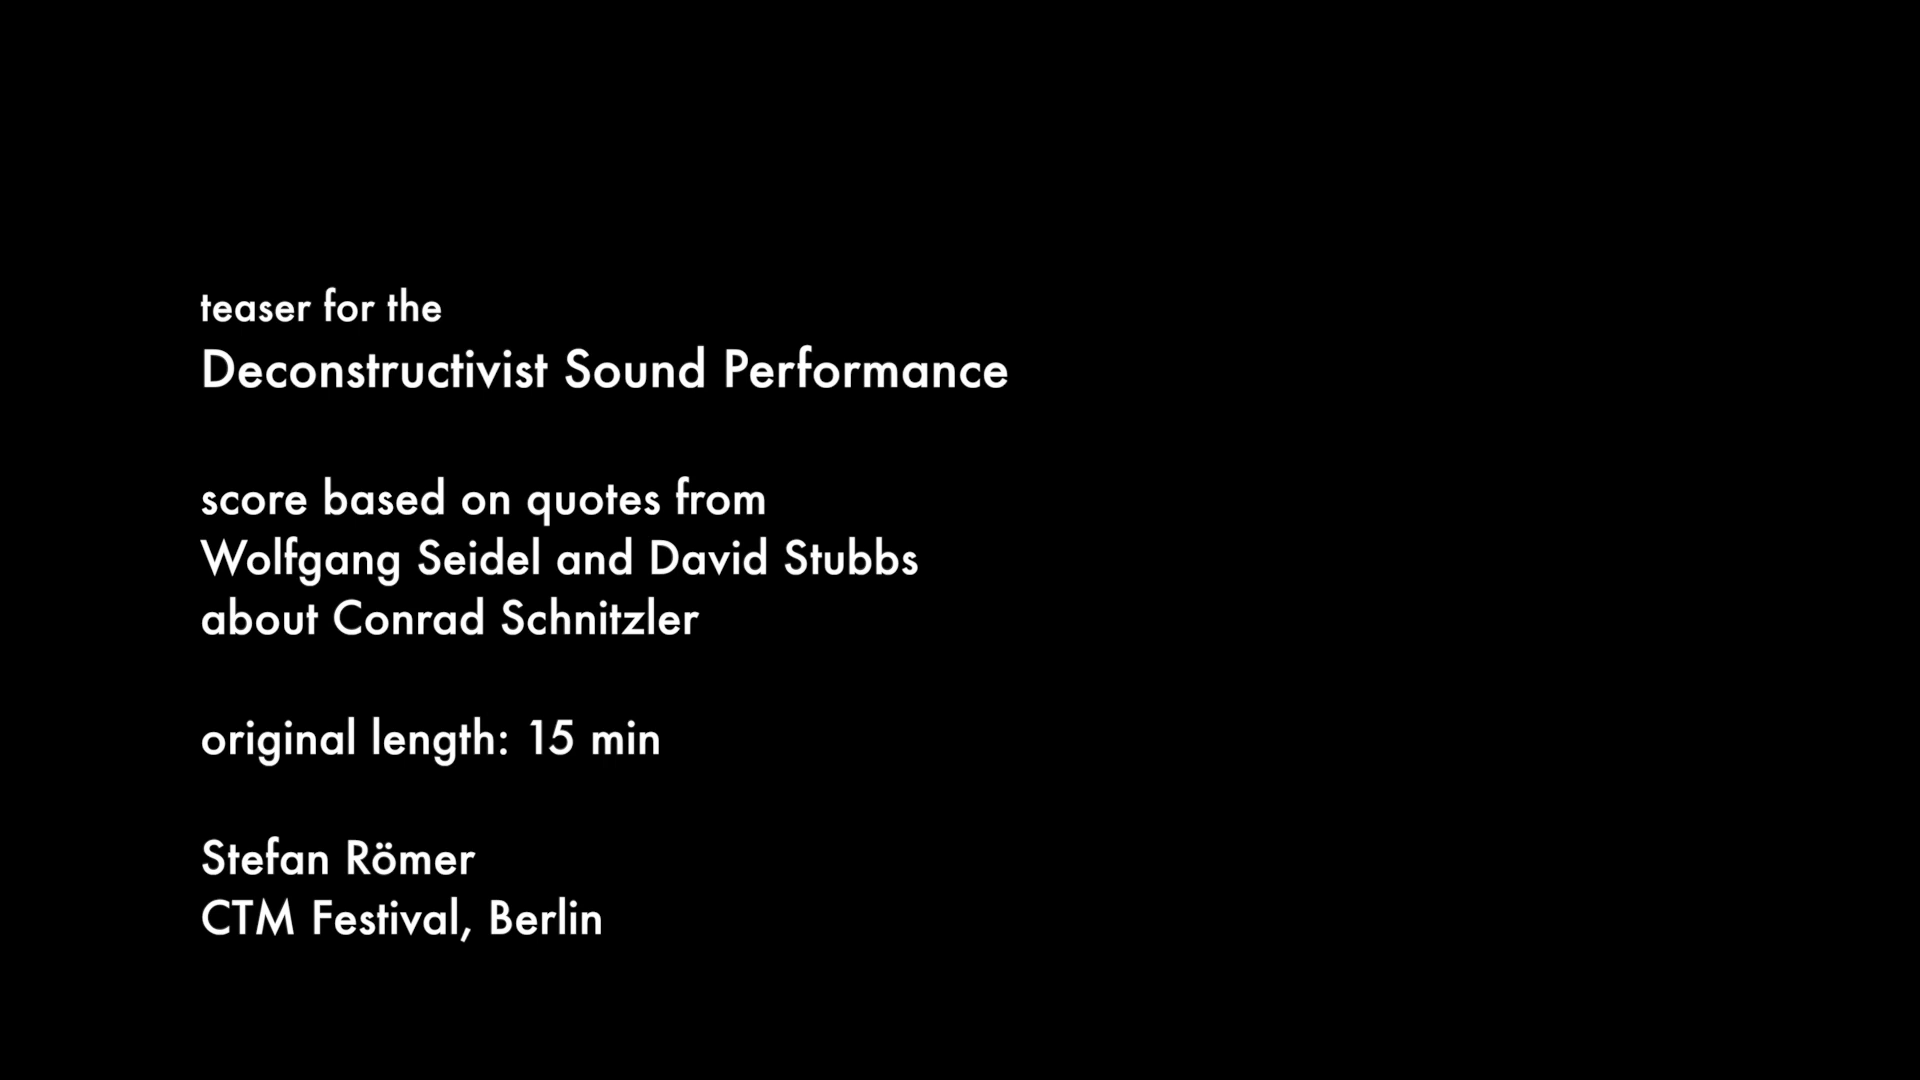 teaser for the
Deconstructivist Sound Performance
score based on quotes from
Wolfgang Seidel and David Stubbs
about Conrad Schnitzler
original length: 15 min
Stefan Römer
CTM Festival, Berlin